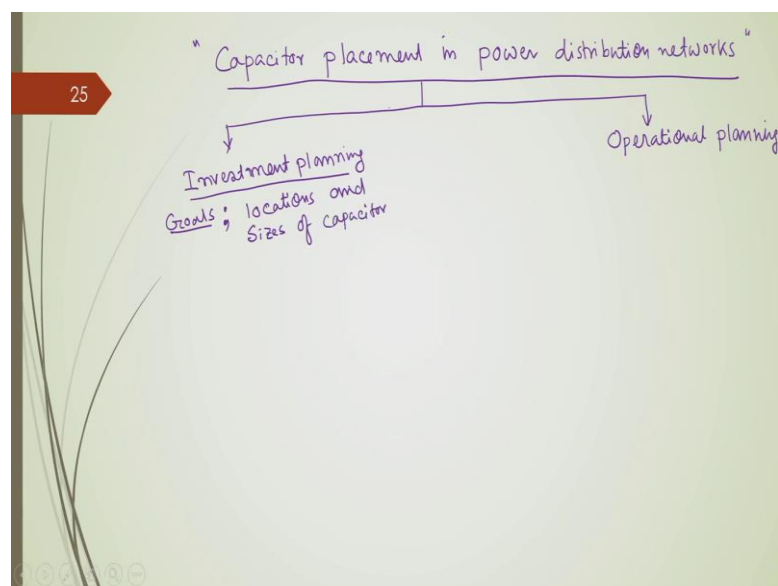 " Capacitor placement in power distribution networks "
25
Investment planning
Operational planning
Goals : locations and
Sizes of capacitor